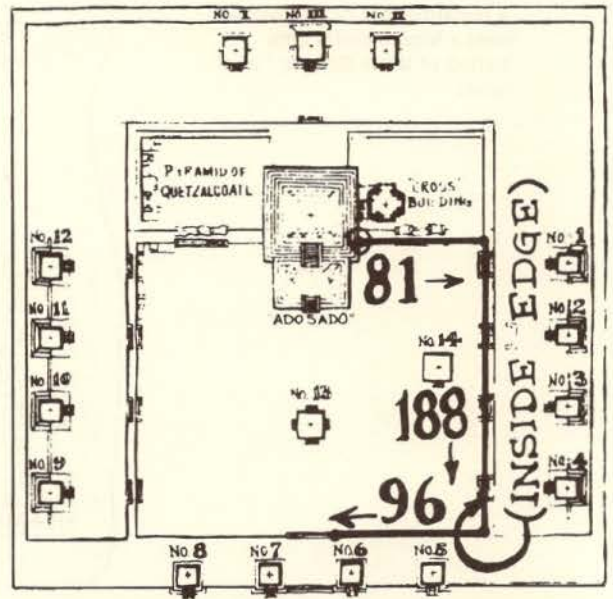 NO. I NO. III NO. II
PYRAMID OF
QUETZALCOATL
"CROSS"
BUILDING
NO. 12
NO. 1
81 →
"ADOSADO"
NO. 11
NO. 2
NO. 14
NO. 10
NO. 3
NO. 13
188
NO. 9
NO. 4
96
(INSIDE EDGE)
NO. 8 NO. 7 NO. 6 NO. 5